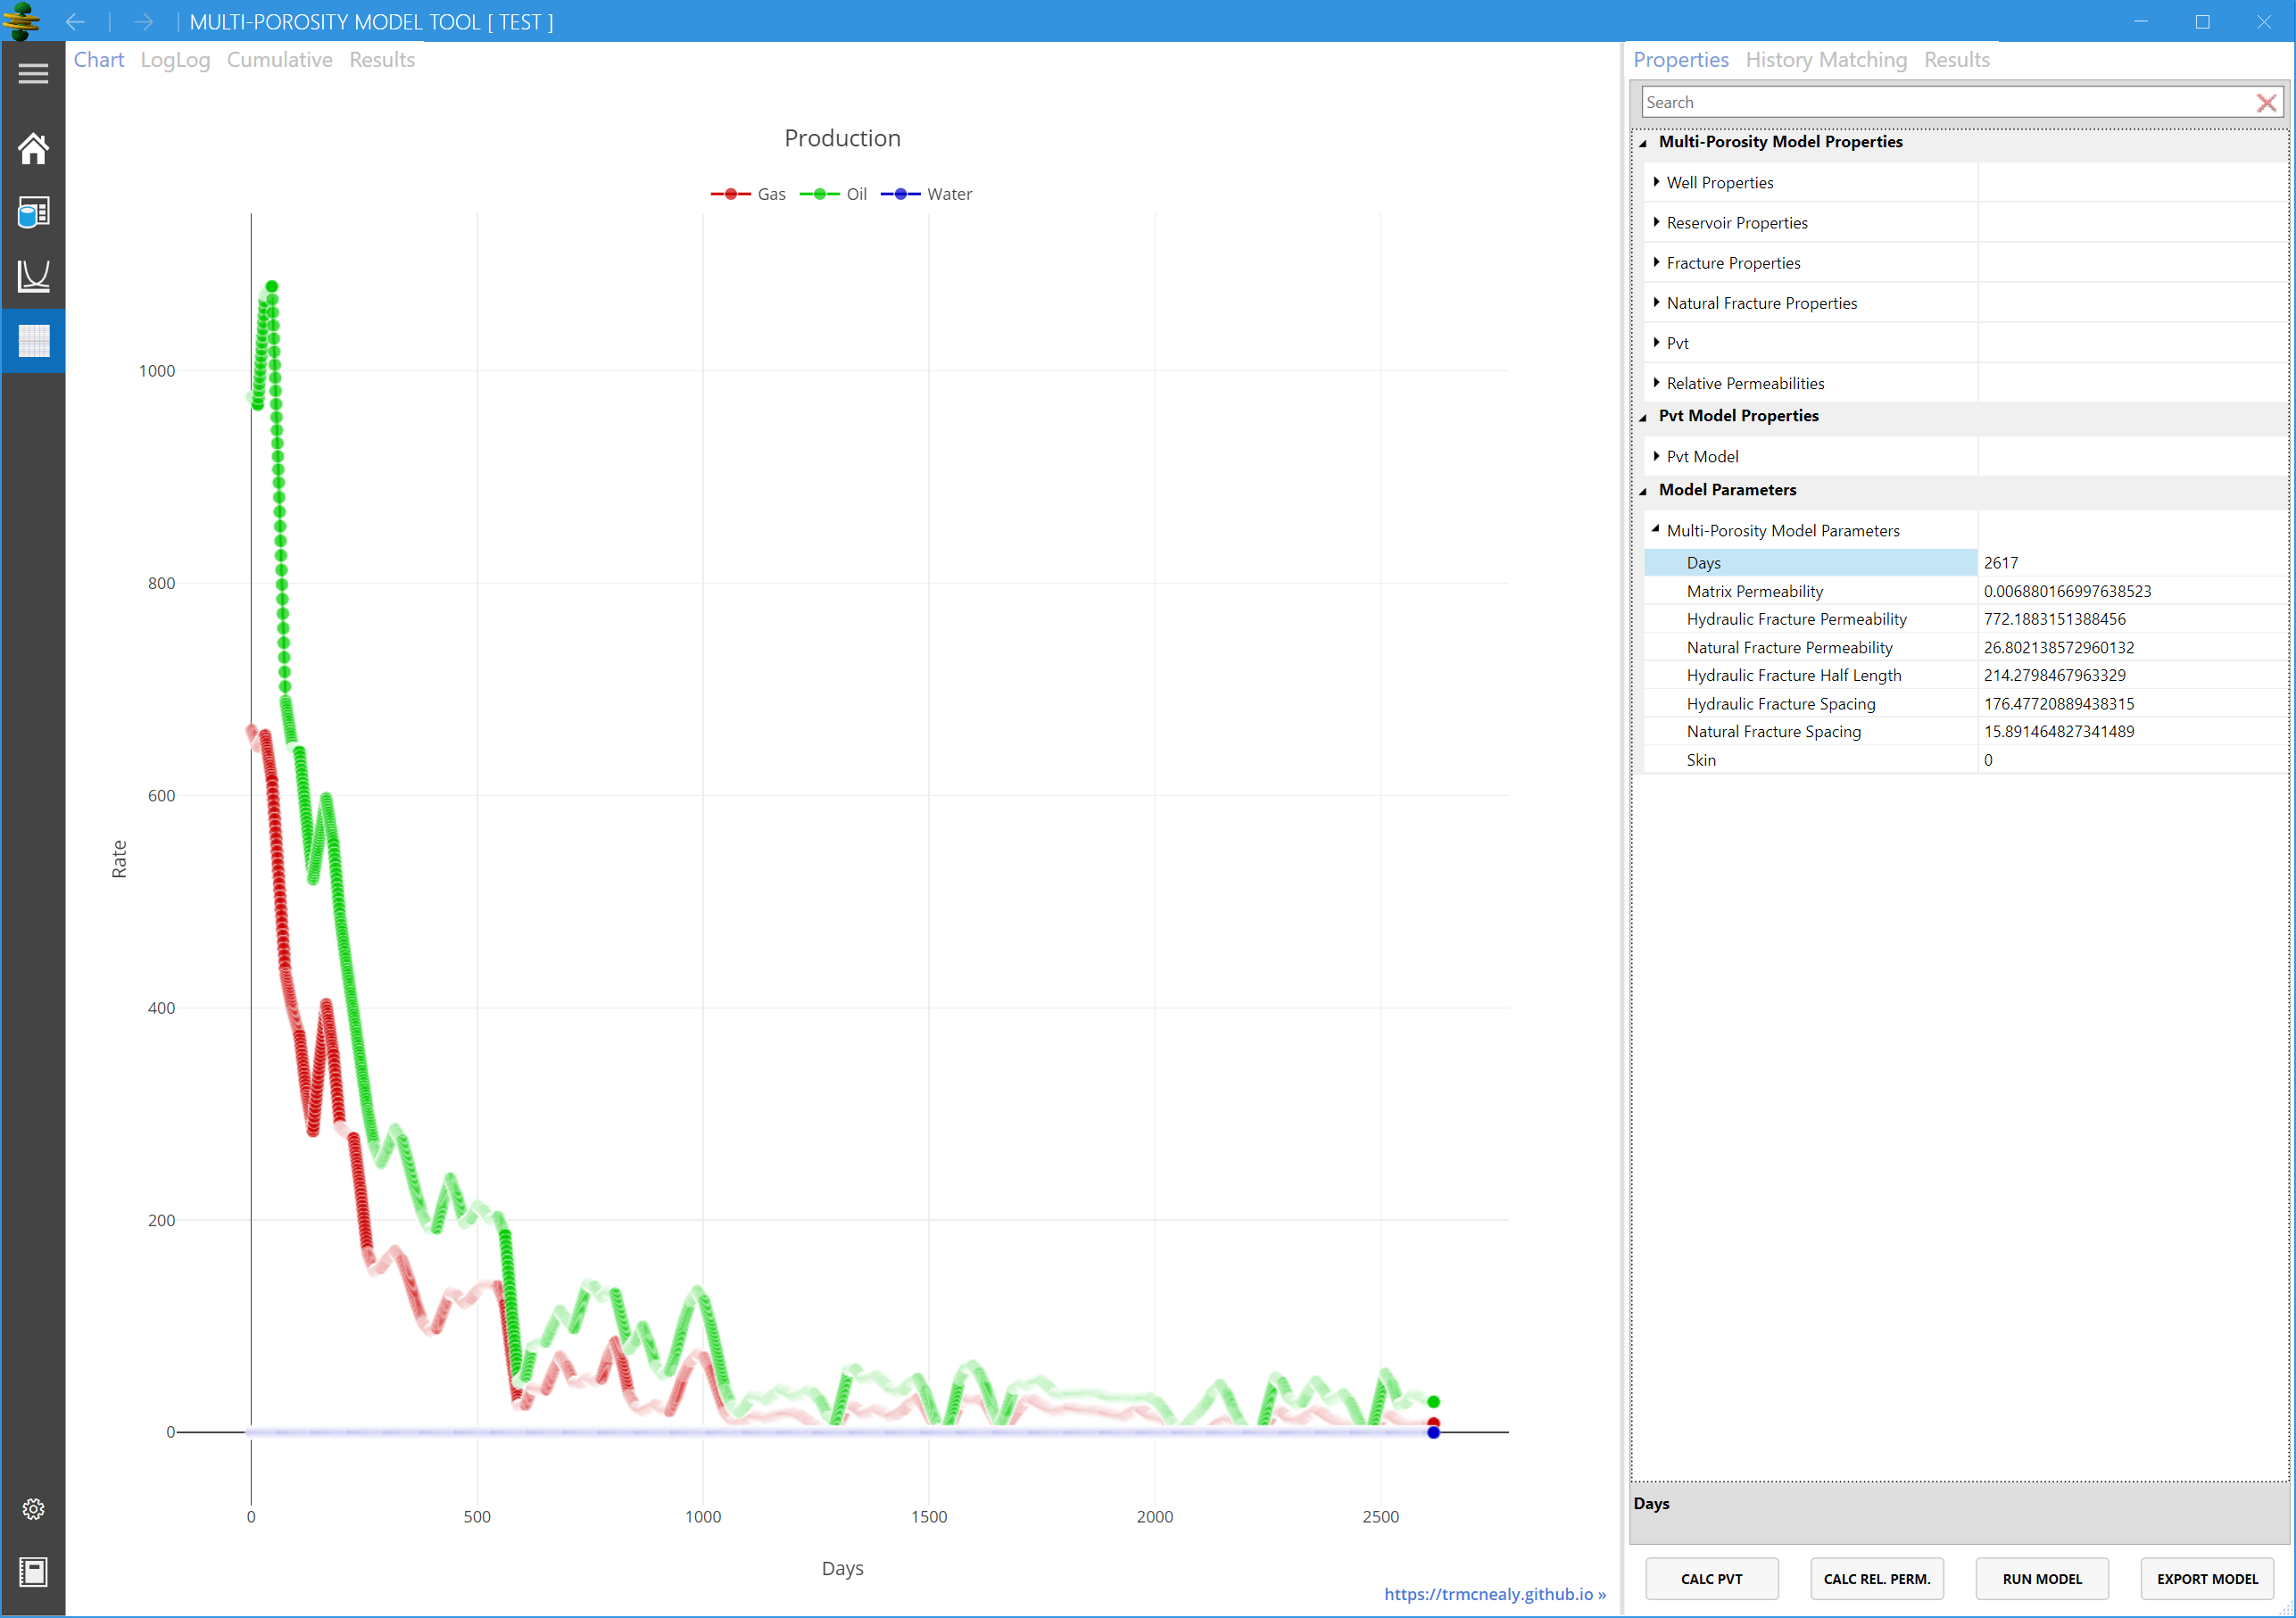 MULTI-POROSITY MODEL TOOL [ TEST ]
Chart LogLog Cumulative Results
Production
Gas Oil Water
1000
800
600
400
200
0
Rate
0 500 1000 1500 2000 2500
Days
https://trmcnealy.github.io »
Properties History Matching Results
Search
Multi-Porosity Model Properties
Well Properties
Reservoir Properties
Fracture Properties
Natural Fracture Properties
Pvt
Relative Permeabilities
Pvt Model Properties
Pvt Model
Model Parameters
Multi-Porosity Model Parameters
Days 2617
Matrix Permeability 0.006880166997638523
Hydraulic Fracture Permeability 772.1883151388456
Natural Fracture Permeability 26.802138572960132
Hydraulic Fracture Half Length 214.2798467963329
Hydraulic Fracture Spacing 176.47720889438315
Natural Fracture Spacing 15.891464827341489
Skin 0
Days
CALC PVT CALC REL. PERM. RUN MODEL EXPORT MODEL